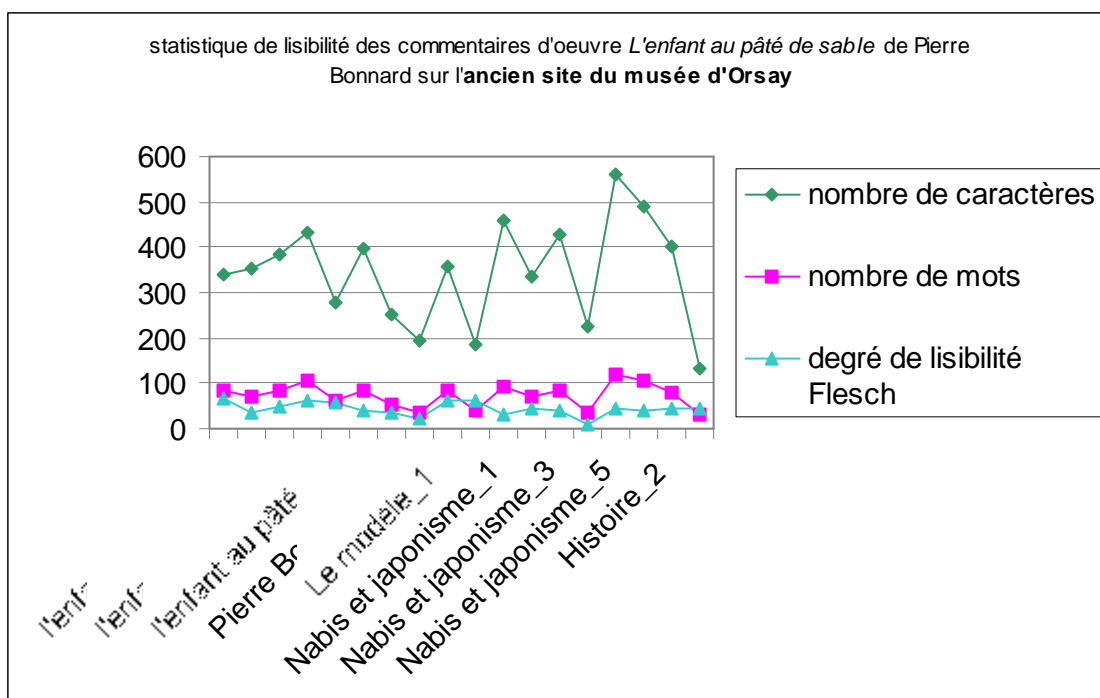 statistique de lisibilité des commentaires d'oeuvre L'enfant au pâté de sable de Pierre
Bonnard sur l'ancien site du musée d'Orsay
600
500
400
300
200
100
0
nombre de caractères
nombre de mots
degré de lisibilité
Flesch
l'enf
l'enf
l'enfant au pâté
Pierre Bo
Le modèle_1
Nabis et japonisme_1
Nabis et japonisme_3
Nabis et japonisme_5
Histoire_2